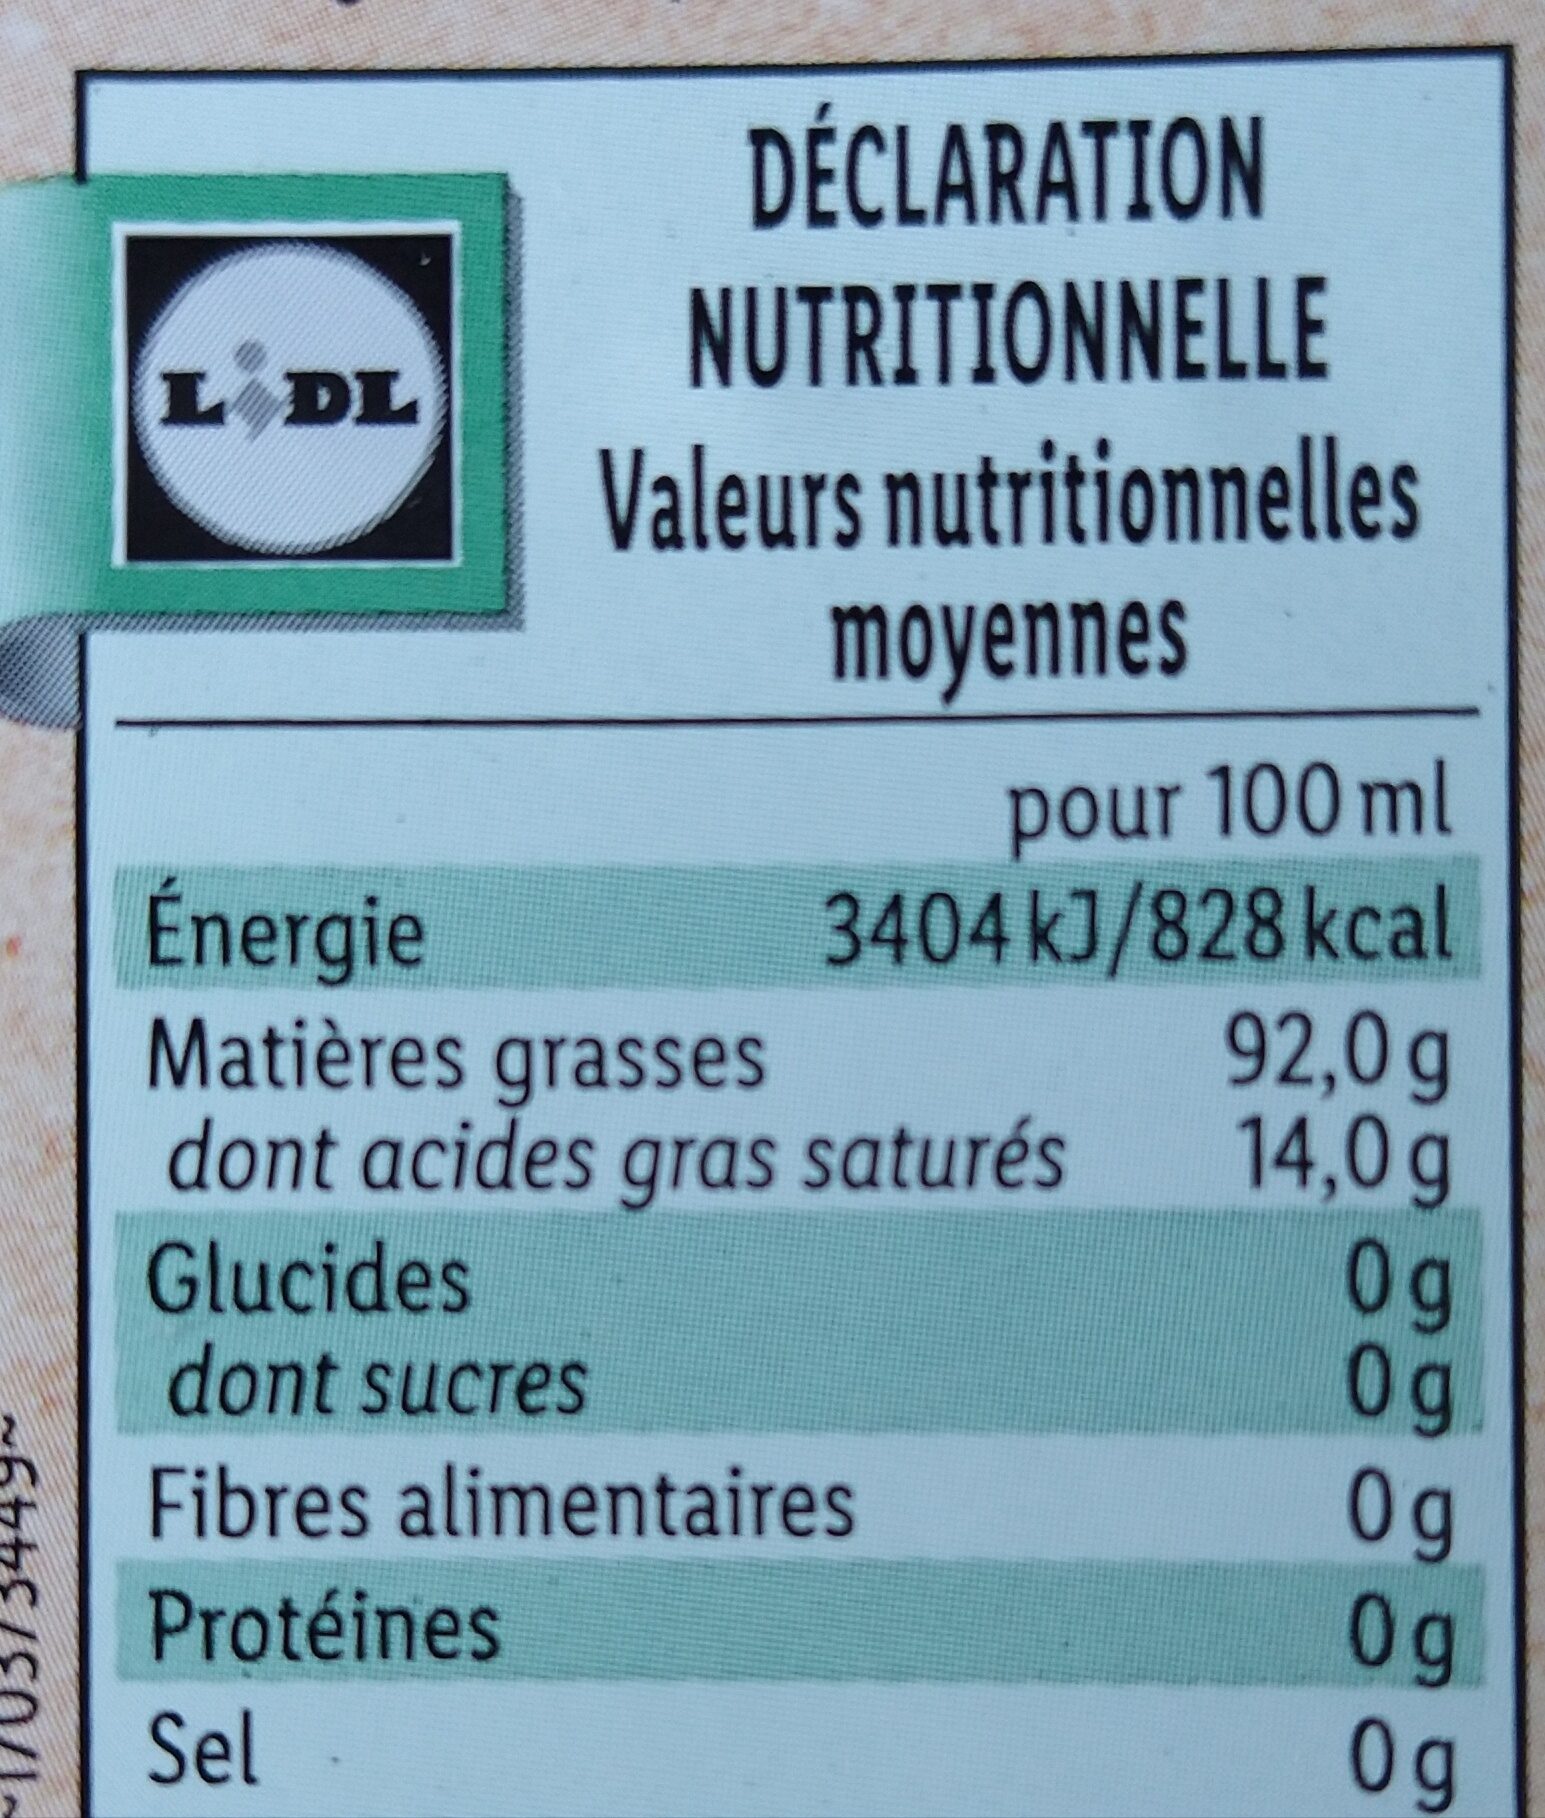 LIDL
DÉCLARATION
NUTRITIONNELLE
Valeurs nutritionnelles
moyennes
pour 100 ml
Énergie 3404 kJ/828 kcal
Matières grasses 92,0 g
dont acides gras saturés 14,0 g
Glucides 0 g
dont sucres 0 g
Fibres alimentaires 0 g
Protéines 0 g
Sel 0 g